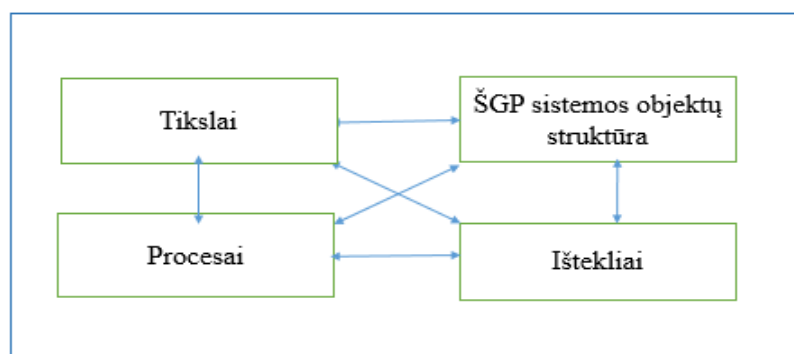 Tikslai
ŠGP sistemos objektų
struktūra
Procesai
Ištekliai